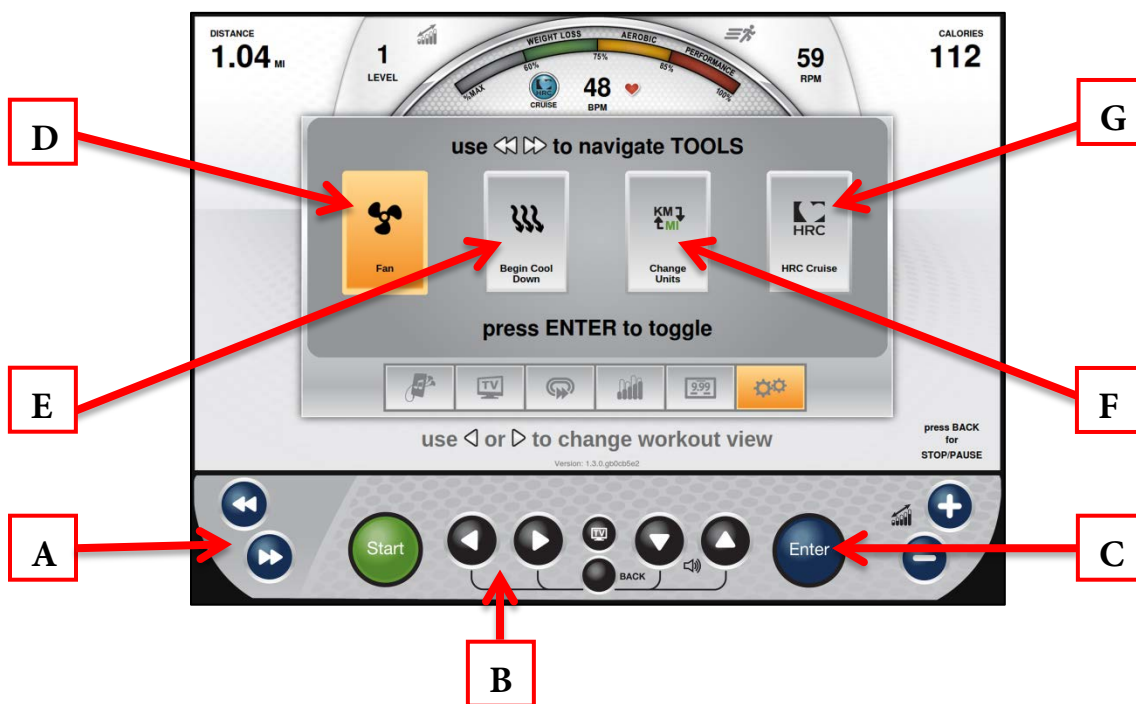 DISTANCE
1.04 MI
1
LEVEL
%MAX
60%
WEIGHT LOSS
75%
AEROBIC
85%
PERFORMANCE
100%
HRC
CRUISE
48
BPM
59
RPM
CALORIES
112
D
G
use to navigate TOOLS
Fan
Begin Cool
Down
KM
MI
Change
Units
HRC
HRC Cruise
press ENTER to toggle
E
F
TV
9.99
use or to change workout view
Version: 1.3.0.gb0cb5e2
press BACK
for
STOP/PAUSE
A
Start
TV
BACK
Enter
C
B